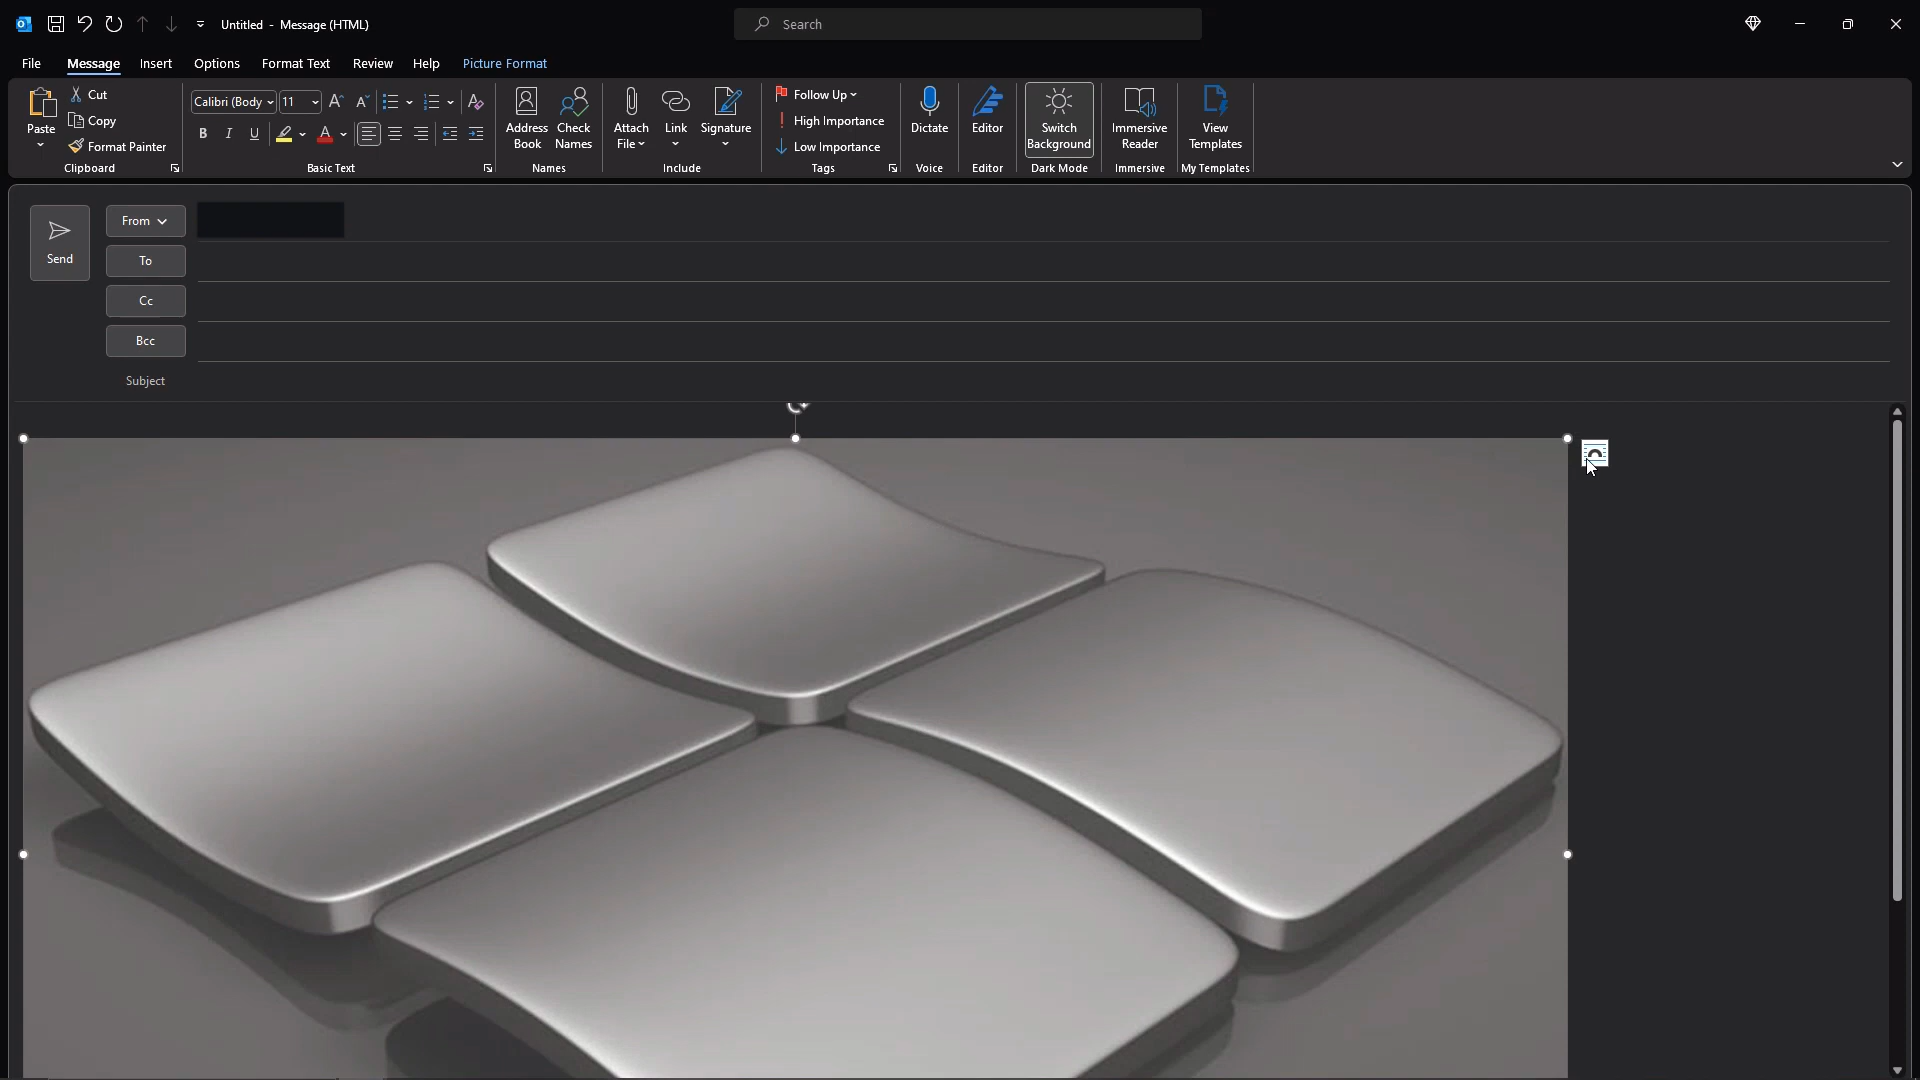 Untitled - Message (HTML)
Search
File Message Insert Options Format Text Review Help Picture Format
Paste
Cut
Copy
Format Painter
Clipboard
Calibri (Body 11
B I U
Basic Text
Address Book
Check Names
Names
Attach File
Link
Signature
Include
Follow Up
High Importance
Low Importance
Tags
Dictate
Voice
Editor
Editor
Switch Background
Dark Mode
Immersive Reader
Immersive
View Templates
My Templates
Send
From
To
Cc
Bcc
Subject